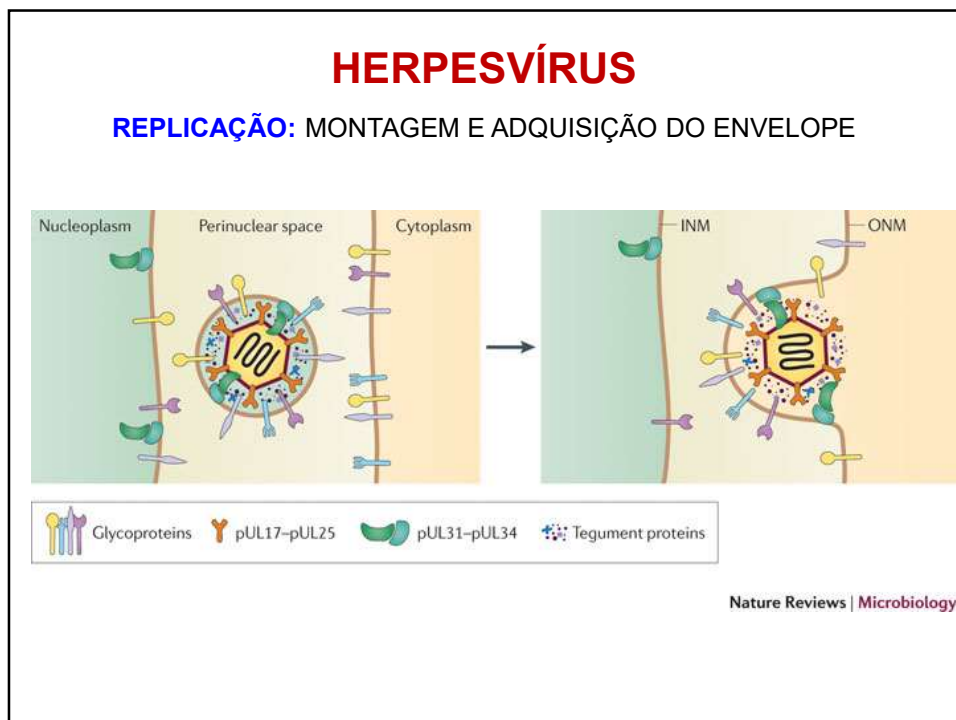 HERPESVÍRUS
REPLICAÇÃO: MONTAGEM E ADQUISIÇÃO DO ENVELOPE
Nucleoplasm
Perinuclear space
Cytoplasm
INM
ONM
Glycoproteins
pUL17–pUL25
pUL31–pUL34
Tegument proteins
Nature Reviews | Microbiology